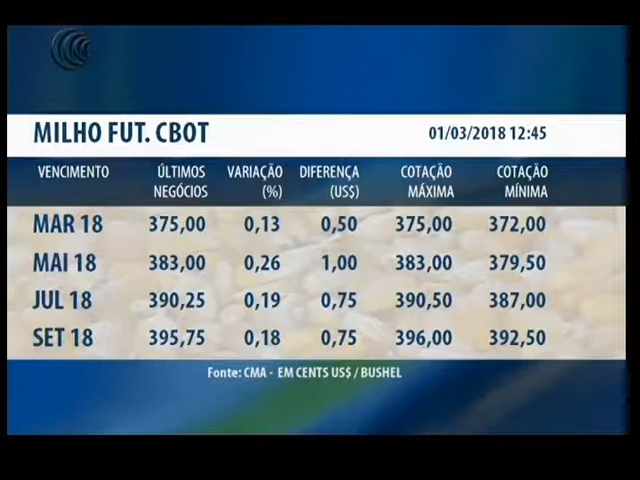 MILHO FUT. CBOT 01/03/2018 12:45
VENCIMENTO ÚLTIMOS NEGÓCIOS VARIAÇÃO (%) DIFERENÇA (US$) COTAÇÃO MÁXIMA COTAÇÃO MÍNIMA
MAR 18 375,00 0,13 0,50 375,00 372,00
MAI 18 383,00 0,26 1,00 383,00 379,50
JUL 18 390,25 0,19 0,75 390,50 387,00
SET 18 395,75 0,18 0,75 396,00 392,50
Fonte: CMA - EM CENTS US$ / BUSHEL